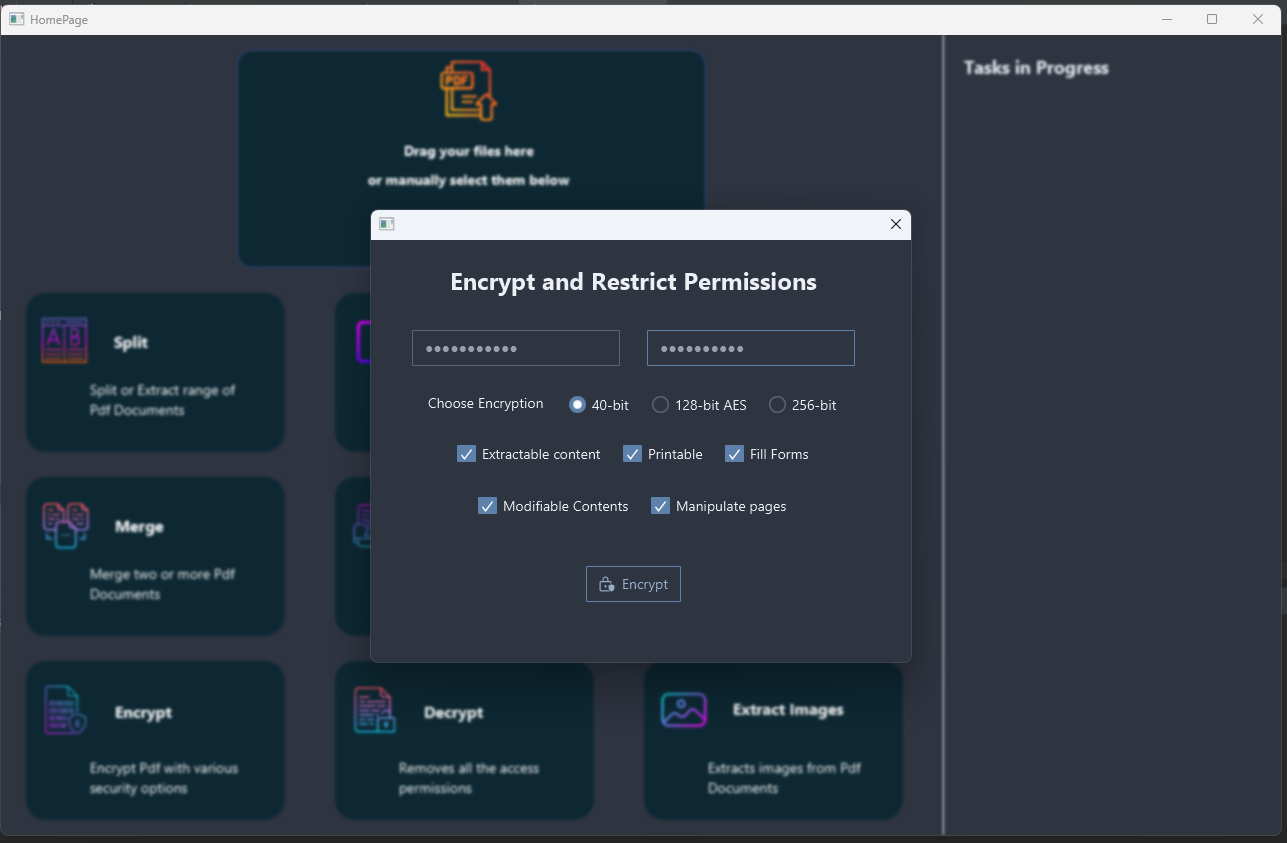 HomePage
Tasks in Progress
PDF
Drag your files here
or manually select them below
Encrypt and Restrict Permissions
●●●●●●●●●●●
●●●●●●●●●●
Choose Encryption
40-bit
128-bit AES
256-bit
Extractable content
Printable
Fill Forms
Modifiable Contents
Manipulate pages
Encrypt
A B
Split
Split or Extract range of
Pdf Documents
Merge
Merge two or more Pdf
Documents
Encrypt
Encrypt Pdf with various
security options
Decrypt
Removes all the access
permissions
Extract Images
Extracts images from Pdf
Documents